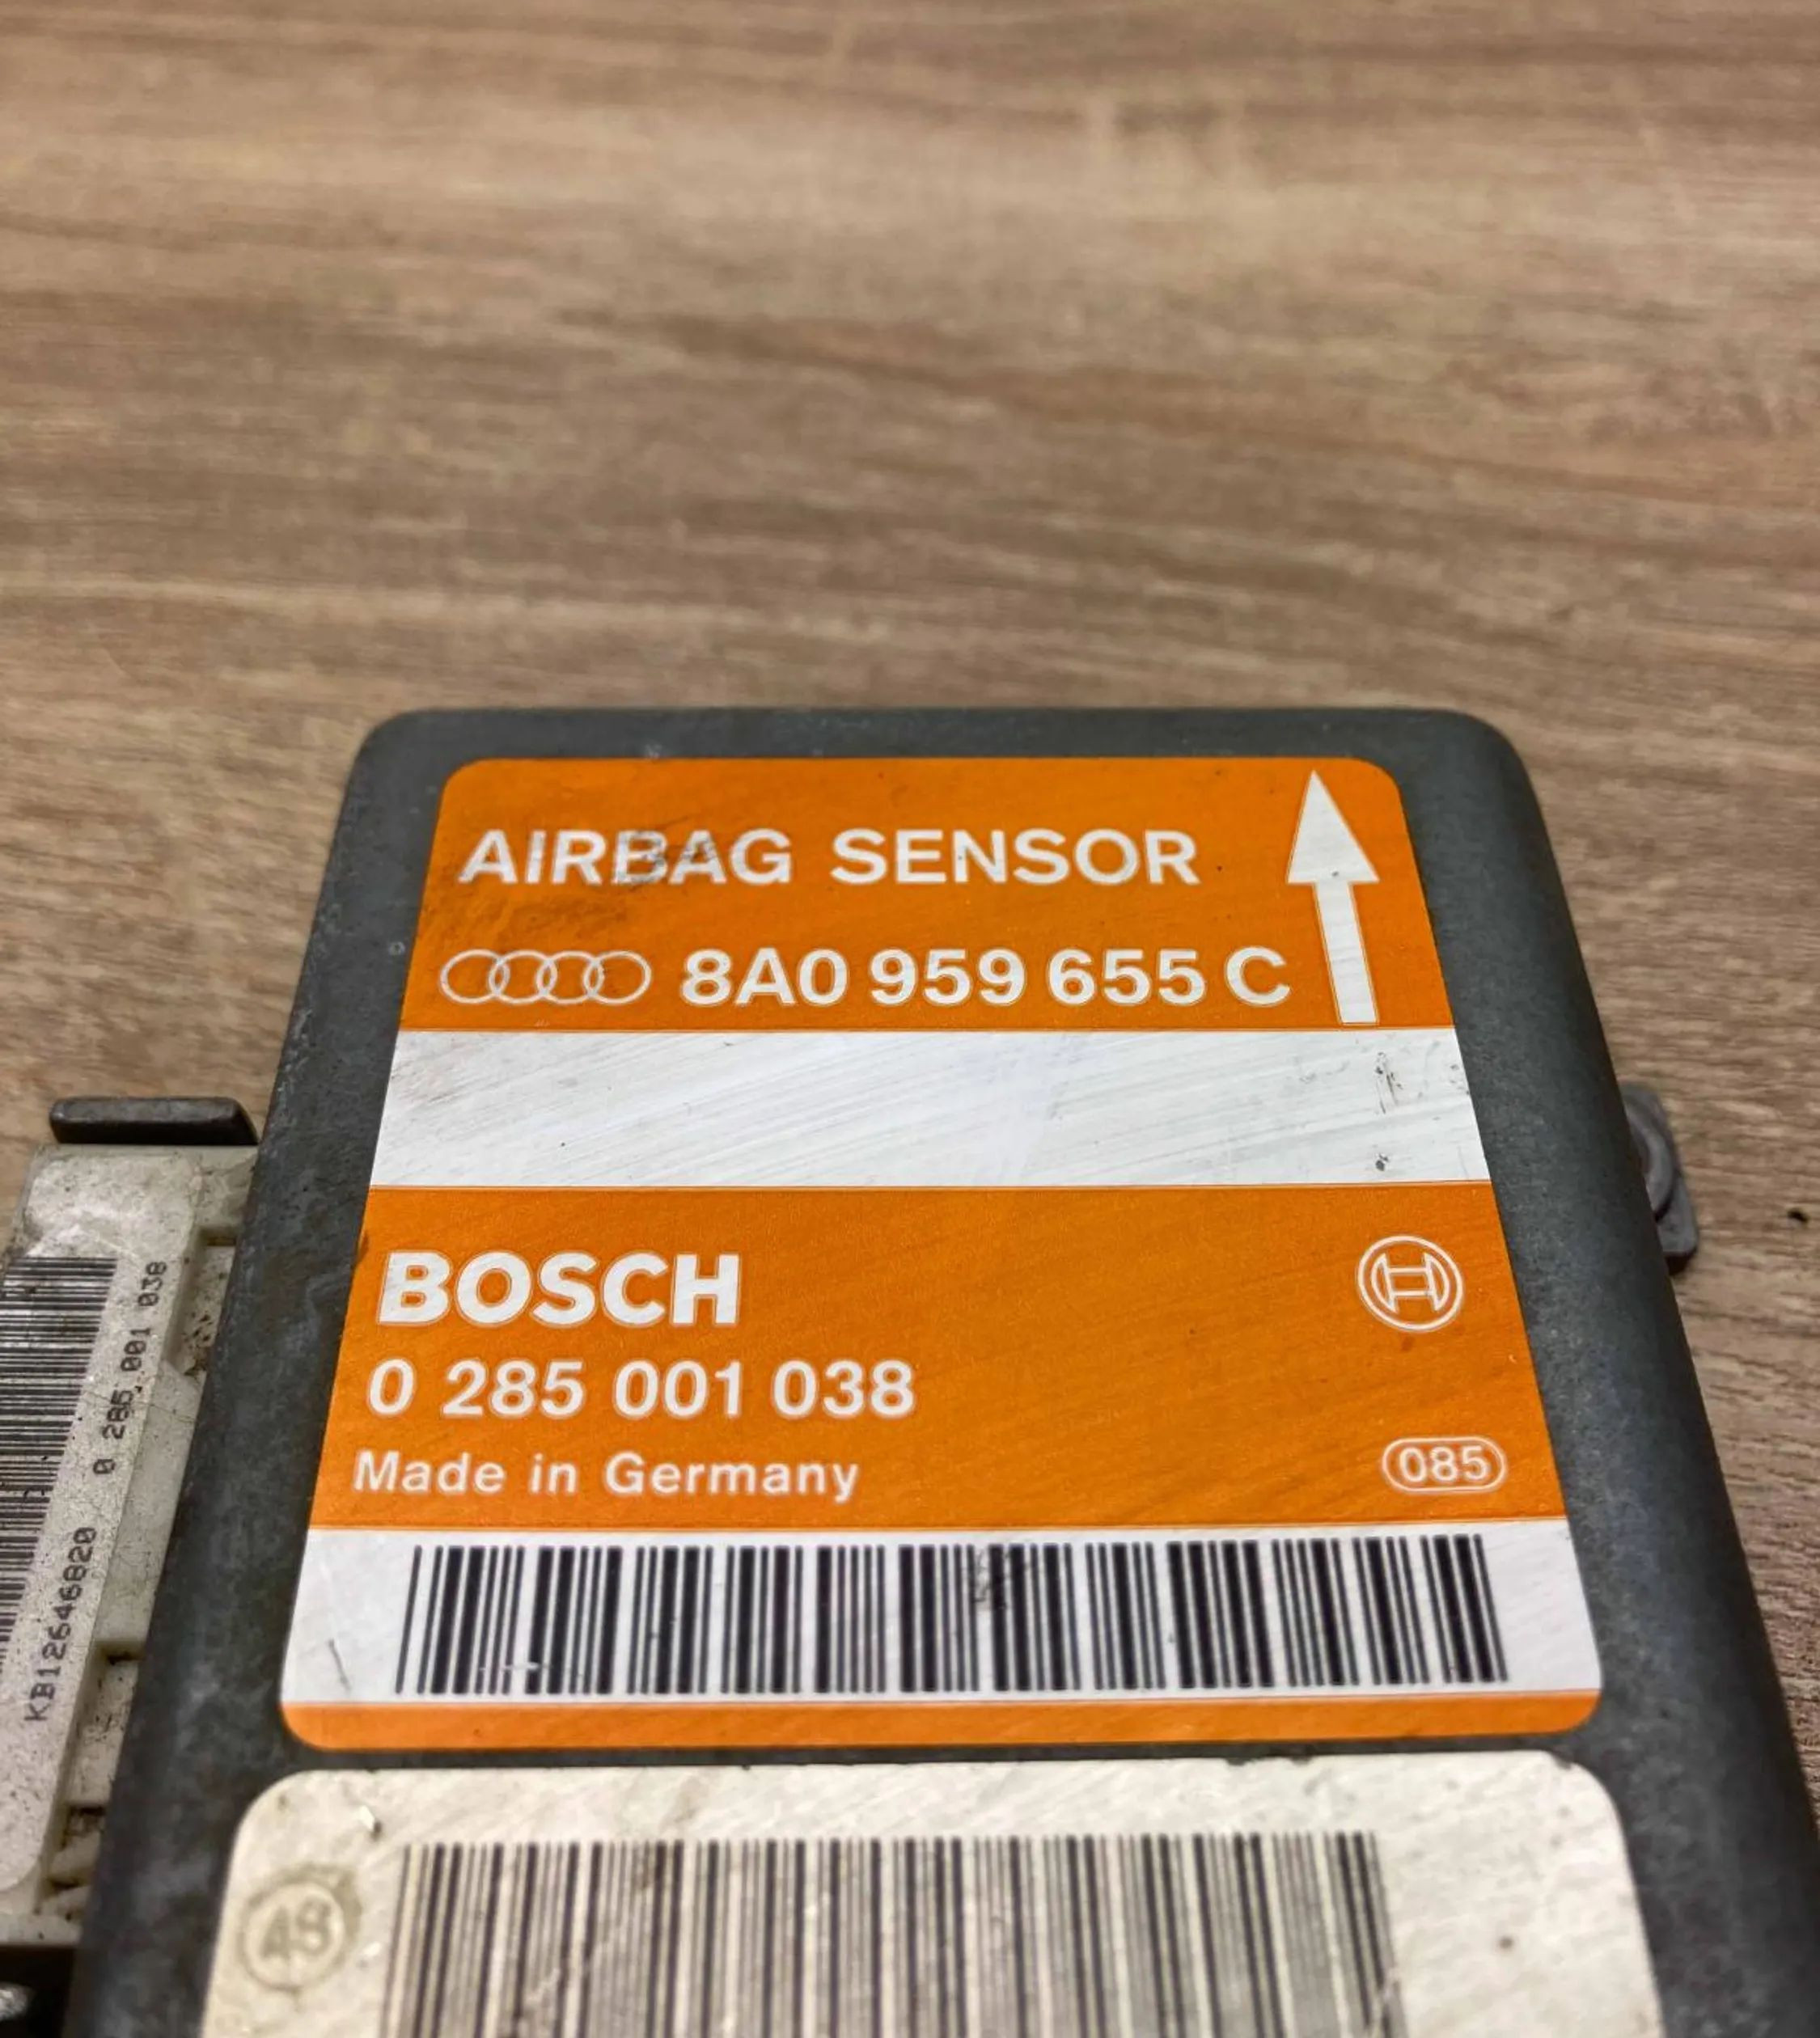 AIRBAG SENSOR
8A0 959 655 C
BOSCH
0 285 001 038
Made in Germany
085
KB12646820 0 285 001 038
48